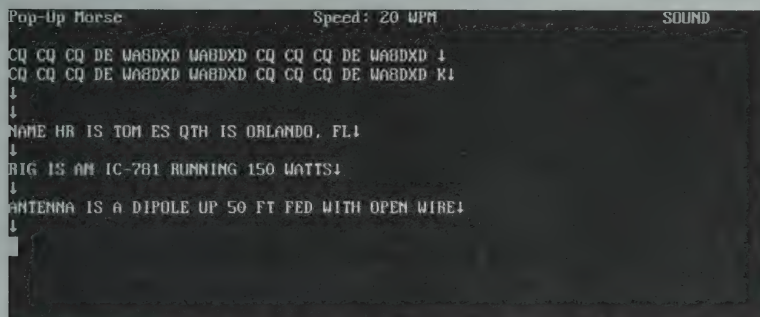 Pop-Up Morse Speed: 20 WPM SOUND
CQ CQ CQ DE WA8DXD WA8DXD CQ CQ CQ DE WA8DXD ↓
CQ CQ CQ DE WA8DXD WA8DXD CQ CQ CQ DE WA8DXD K↓
↓
↓
NAME HR IS TOM ES QTH IS ORLANDO, FL↓
↓
RIG IS AN IC-781 RUNNING 150 WATTS↓
↓
ANTENNA IS A DIPOLE UP 50 FT FED WITH OPEN WIRE↓
↓